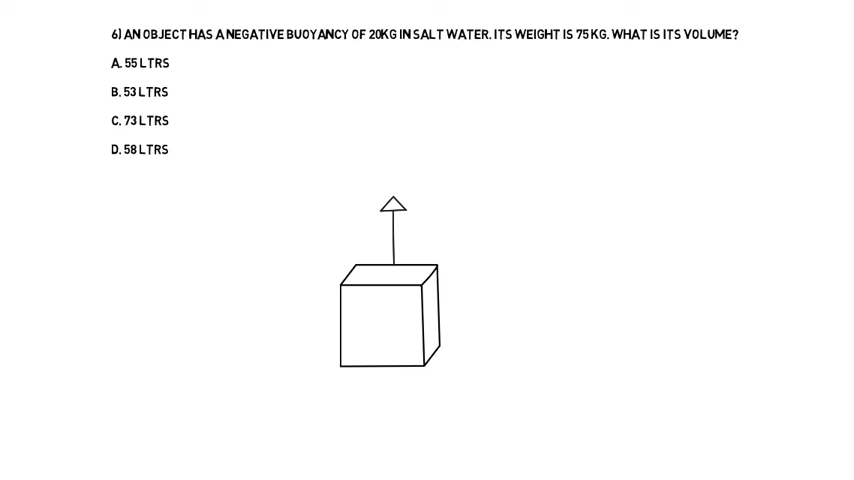 6) AN OBJECT HAS A NEGATIVE BUOYANCY OF 20KG IN SALT WATER. ITS WEIGHT IS 75 KG. WHAT IS ITS VOLUME?
A. 55 LTRS
B. 53 LTRS
C. 73 LTRS
D. 58 LTRS